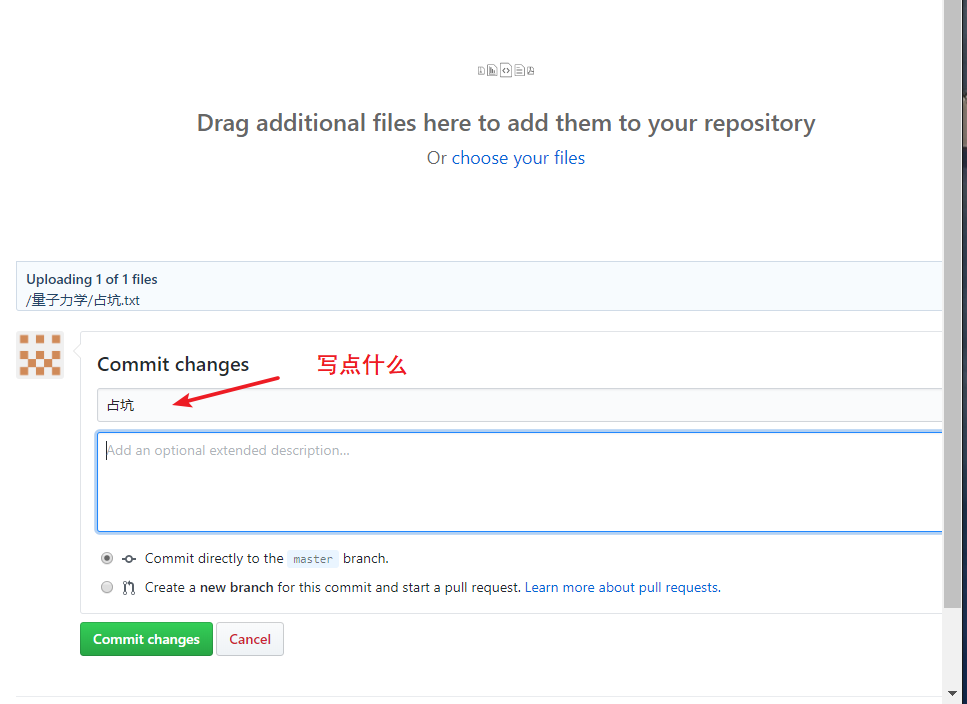 Drag additional files here to add them to your repository
Or choose your files
Uploading 1 of 1 files
/量子力学/占坑.txt
Commit changes
写点什么
占坑
Add an optional extended description...
Commit directly to the master branch.
Create a new branch for this commit and start a pull request. Learn more about pull requests.
Commit changes Cancel